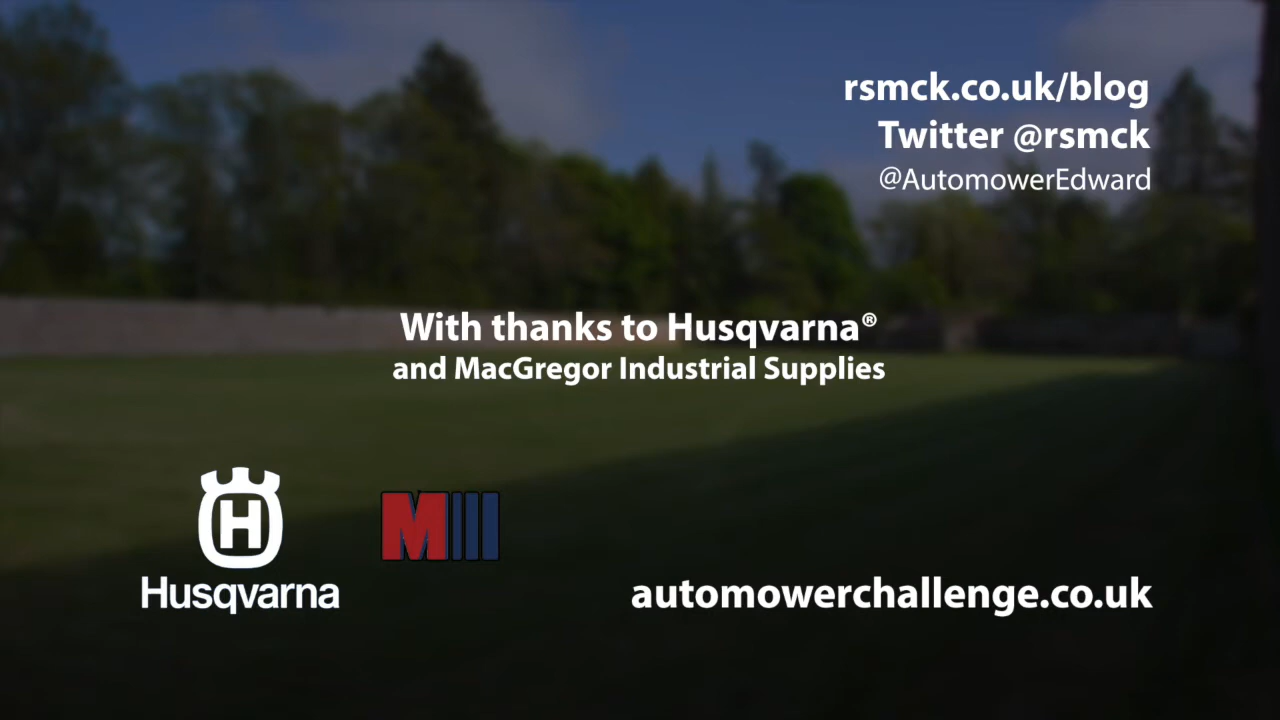 rsmck.co.uk/blog
Twitter @rsmck
@AutomowerEdward
With thanks to Husqvarna®
and MacGregor Industrial Supplies
H
M
Husqvarna
automowerchallenge.co.uk